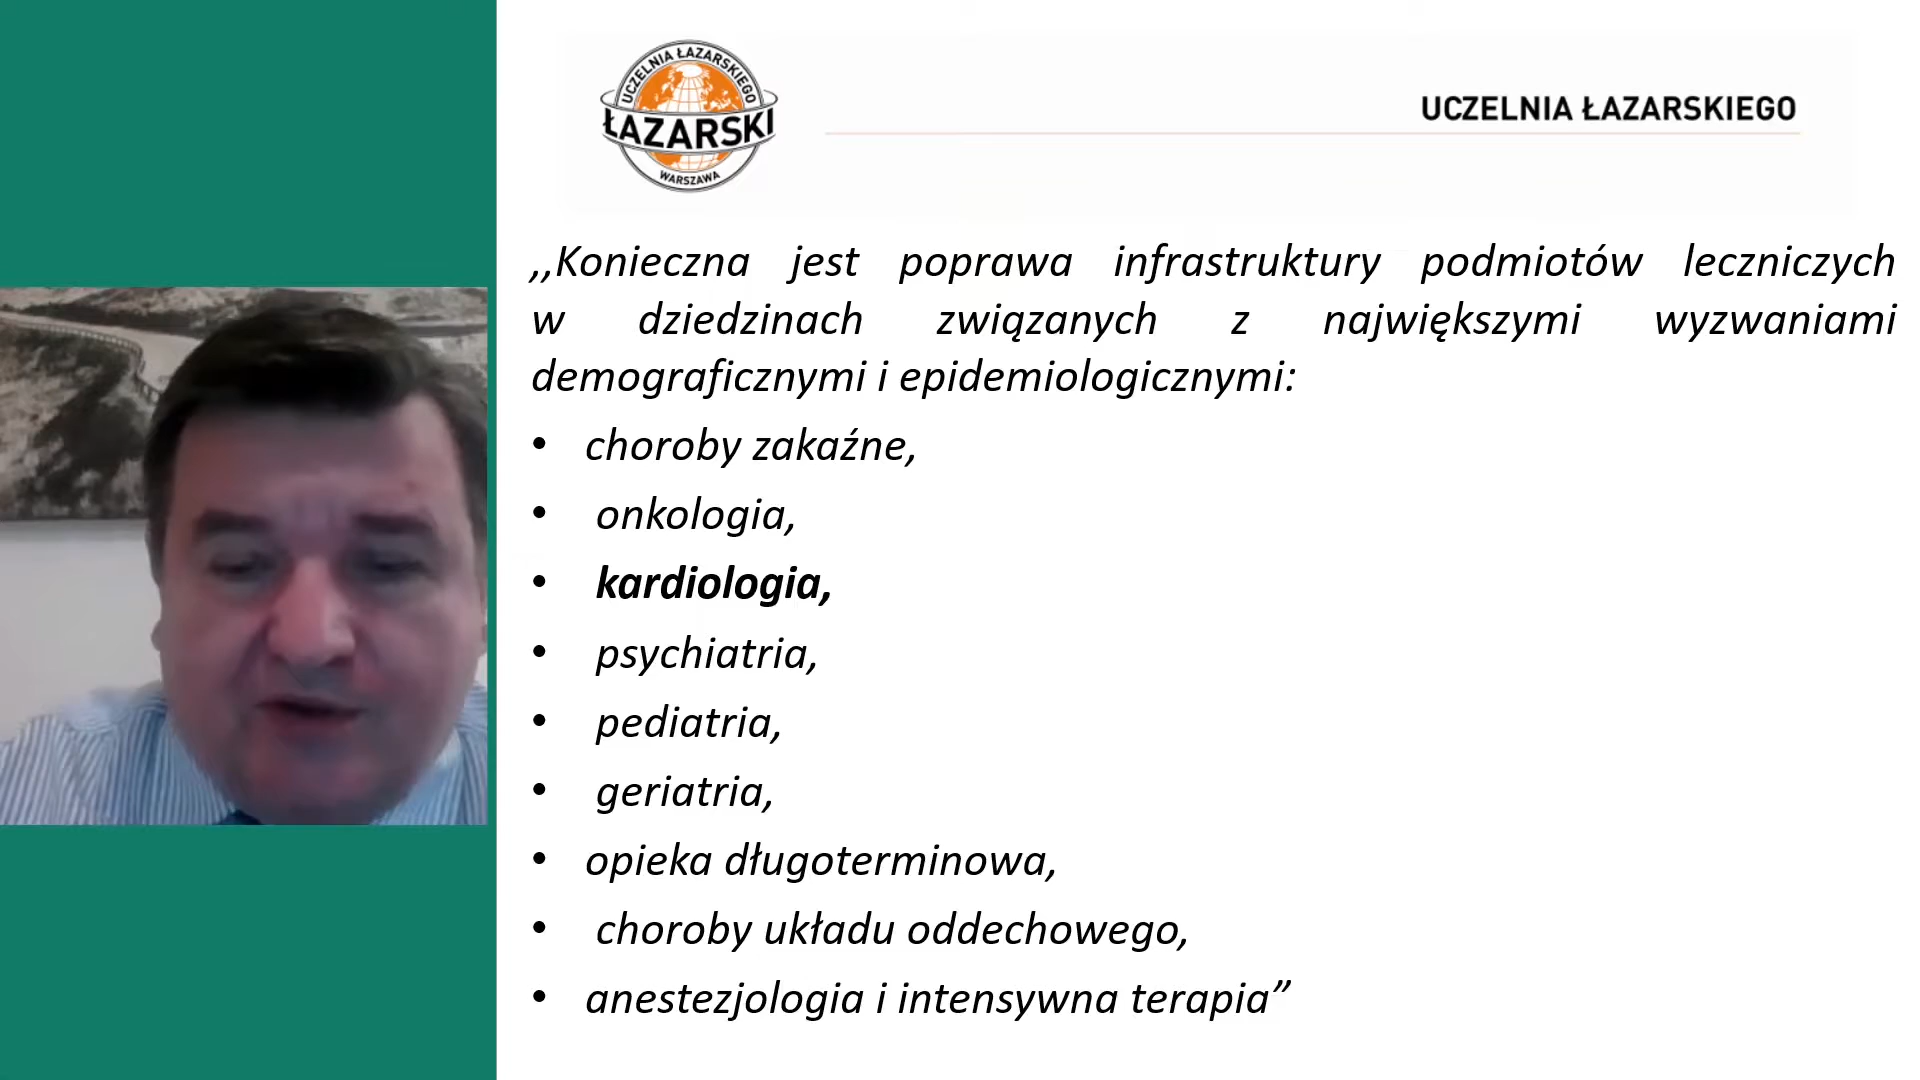 UCZELNIA ŁAZARSKIEGO
ŁAZARSKI
WARSZAWA
UCZELNIA ŁAZARSKIEGO
,,Konieczna jest poprawa infrastruktury podmiotów leczniczych
w dziedzinach związanych z największymi wyzwaniami
demograficznymi i epidemiologicznymi:
• choroby zakaźne,
• onkologia,
• kardiologia,
• psychiatria,
• pediatria,
• geriatria,
• opieka długoterminowa,
• choroby układu oddechowego,
• anestezjologia i intensywna terapia”